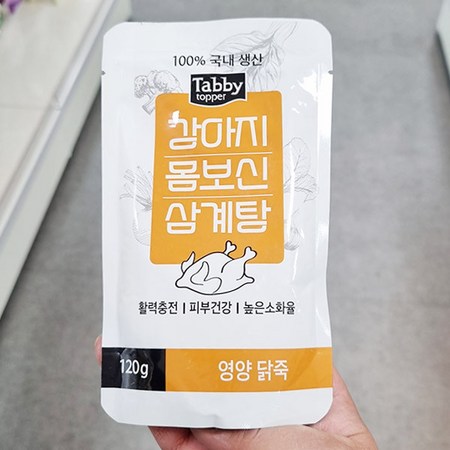 100% 국내 생산
Tabby
topper
강아지
몸보신
삼계탕
활력충전 | 피부건강 | 높은소화율
120g
영양 닭죽